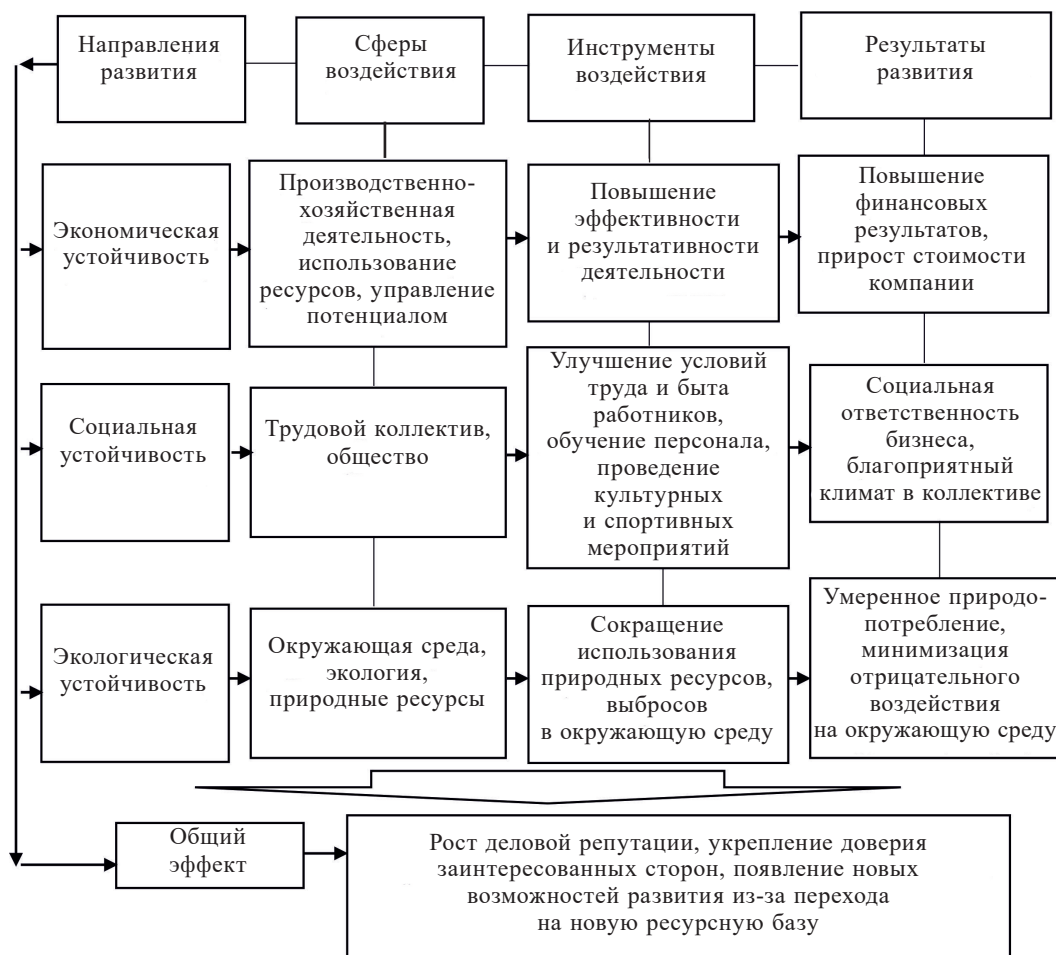 Направления
развития
Сферы
воздействия
Инструменты
воздействия
Результаты
развития
Экономическая
устойчивость
Производственно-
хозяйственная
деятельность,
использование
ресурсов, управление
потенциалом
Повышение
эффективности
и результативности
деятельности
Повышение
финансовых
результатов,
прирост стоимости
компании
Социальная
устойчивость
Трудовой коллектив,
общество
Улучшение условий
труда и быта
работников,
обучение персонала,
проведение
культурных
и спортивных
мероприятий
Социальная
ответственность
бизнеса,
благоприятный
климат в коллективе
Экологическая
устойчивость
Окружающая среда,
экология,
природные ресурсы
Сокращение
использования
природных ресурсов,
выбросов
в окружающую среду
Умеренное природо-
потребление,
минимизация
отрицательного
воздействия
на окружающую среду
Общий
эффект
Рост деловой репутации, укрепление доверия
заинтересованных сторон, появление новых
возможностей развития из-за перехода
на новую ресурсную базу